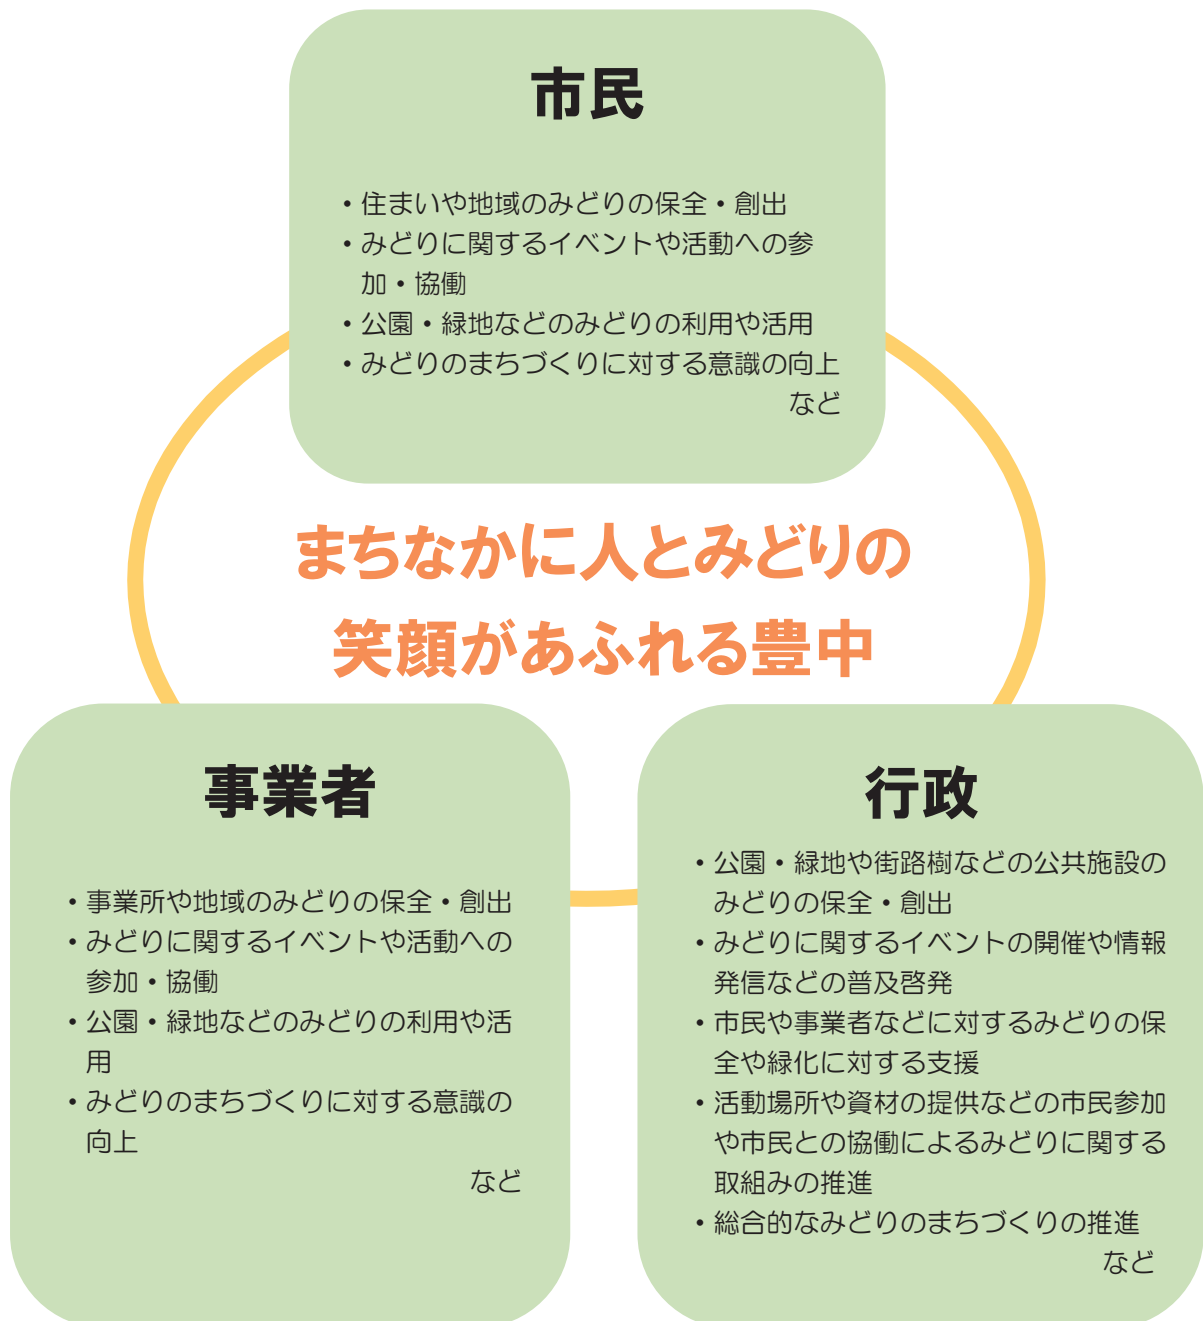 市民
・住まいや地域のみどりの保全・創出
・みどりに関するイベントや活動への参
加・協働
・公園・緑地などのみどりの利用や活用
・みどりのまちづくりに対する意識の向上
など
まちなかに人とみどりの
笑顔があふれる豊中
事業者
・事業所や地域のみどりの保全・創出
・みどりに関するイベントや活動への
参加・協働
・公園・緑地などのみどりの利用や活
用
・みどりのまちづくりに対する意識の
向上
など
行政
・公園・緑地や街路樹などの公共施設の
みどりの保全・創出
・みどりに関するイベントの開催や情報
発信などの普及啓発
・市民や事業者などに対するみどりの保
全や緑化に対する支援
・活動場所や資材の提供などの市民参加
や市民との協働によるみどりに関する
取組みの推進
・総合的なみどりのまちづくりの推進
など